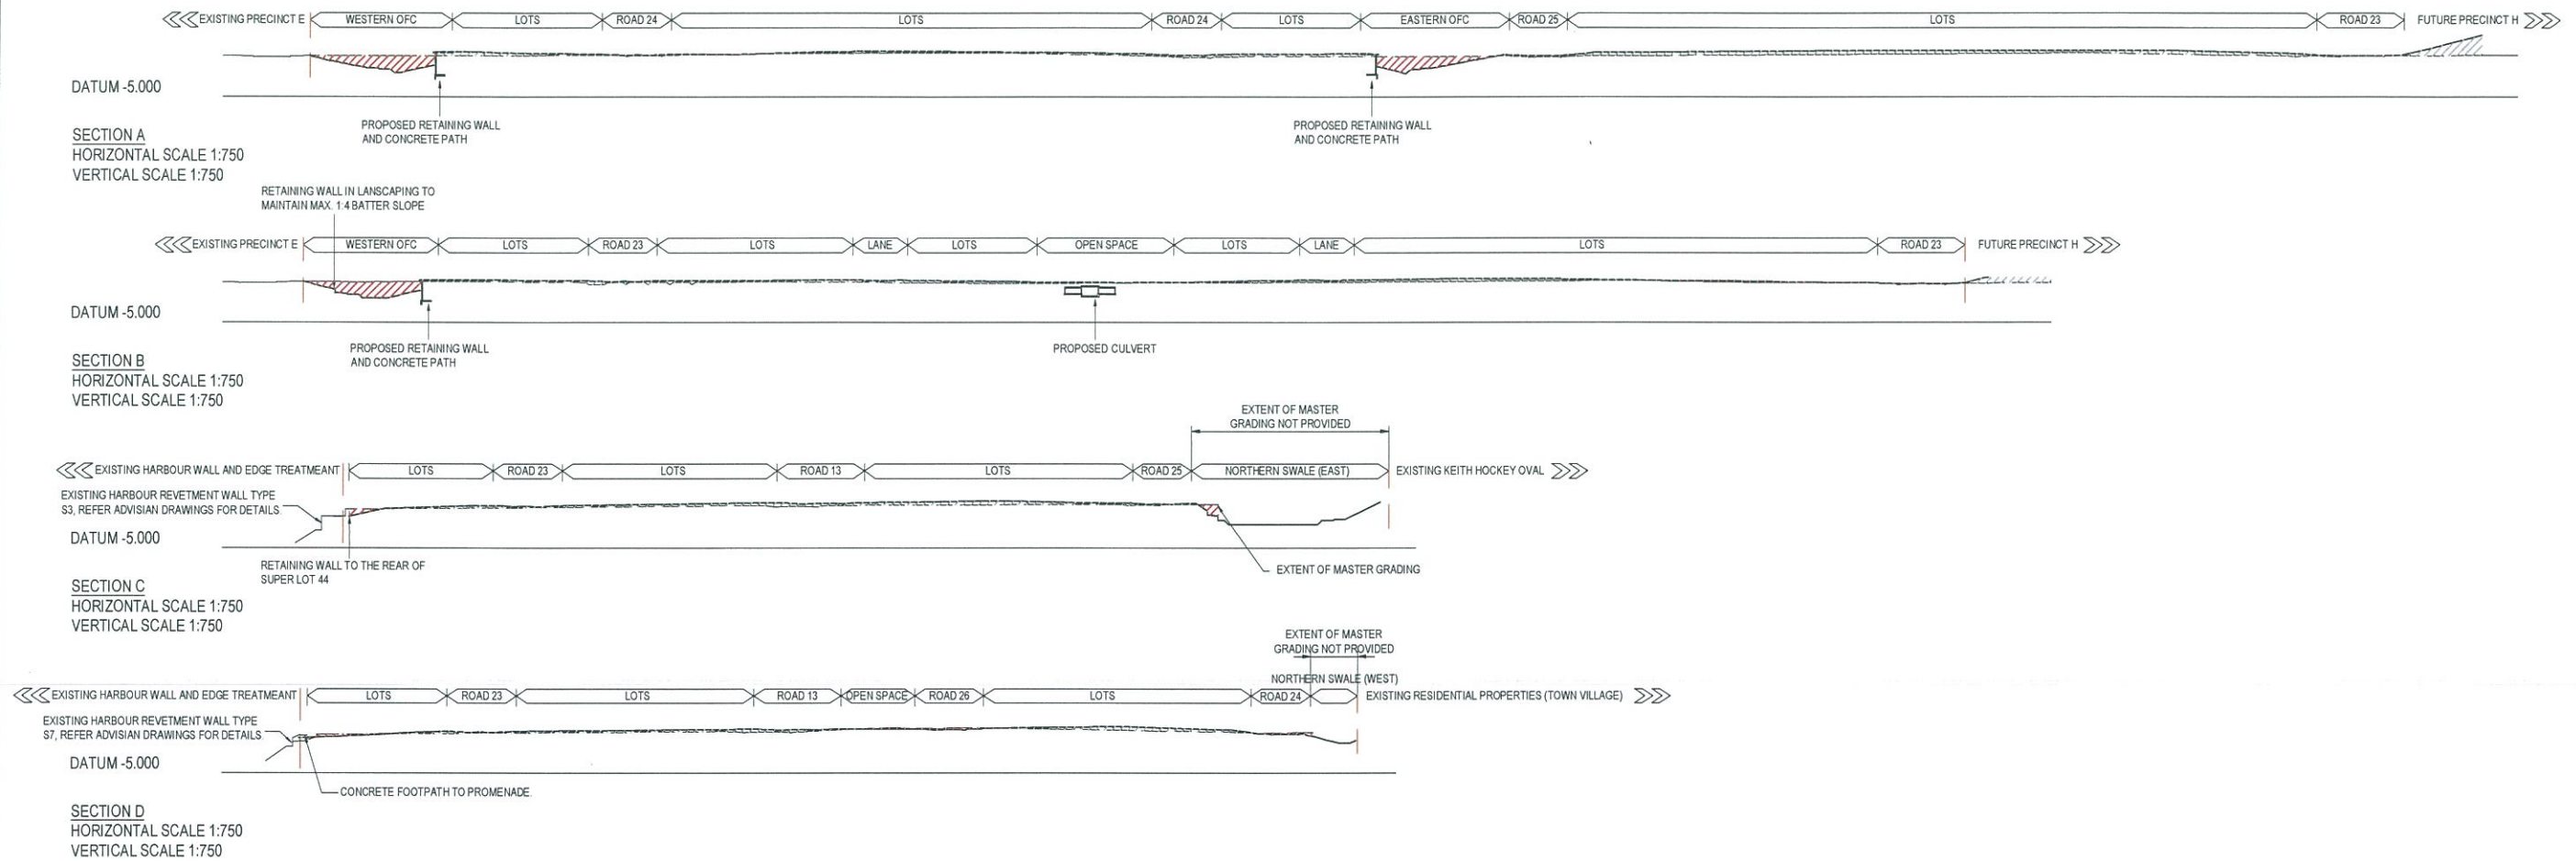 EXISTING PRECINCT E WESTERN OFC LOTS ROAD 24 LOTS ROAD 24 LOTS EASTERN OFC ROAD 25 LOTS ROAD 23 FUTURE PRECINCT H
DATUM -5.000
PROPOSED RETAINING WALL
AND CONCRETE PATH
PROPOSED RETAINING WALL
AND CONCRETE PATH
SECTION A
HORIZONTAL SCALE 1:750
VERTICAL SCALE 1:750
RETAINING WALL IN LANSCAPING TO
MAINTAIN MAX. 1:4 BATTER SLOPE
EXISTING PRECINCT E WESTERN OFC LOTS ROAD 23 LOTS LANE LOTS OPEN SPACE LOTS LANE LOTS ROAD 23 FUTURE PRECINCT H
DATUM -5.000
PROPOSED RETAINING WALL
AND CONCRETE PATH
PROPOSED CULVERT
SECTION B
HORIZONTAL SCALE 1:750
VERTICAL SCALE 1:750
EXTENT OF MASTER
GRADING NOT PROVIDED
EXISTING HARBOUR WALL AND EDGE TREATMEANT LOTS ROAD 23 LOTS ROAD 13 LOTS ROAD 25 NORTHERN SWALE (EAST) EXISTING KEITH HOCKEY OVAL
EXISTING HARBOUR REVETMENT WALL TYPE
S3, REFER ADVISIAN DRAWINGS FOR DETAILS.
DATUM -5.000
RETAINING WALL TO THE REAR OF
SUPER LOT 44
EXTENT OF MASTER GRADING
SECTION C
HORIZONTAL SCALE 1:750
VERTICAL SCALE 1:750
EXTENT OF MASTER
GRADING NOT PROVIDED
NORTHERN SWALE (WEST)
EXISTING HARBOUR WALL AND EDGE TREATMEANT LOTS ROAD 23 LOTS ROAD 13 OPEN SPACE ROAD 26 LOTS ROAD 24 EXISTING RESIDENTIAL PROPERTIES (TOWN VILLAGE)
EXISTING HARBOUR REVETMENT WALL TYPE
S7, REFER ADVISIAN DRAWINGS FOR DETAILS.
DATUM -5.000
CONCRETE FOOTPATH TO PROMENADE.
SECTION D
HORIZONTAL SCALE 1:750
VERTICAL SCALE 1:750